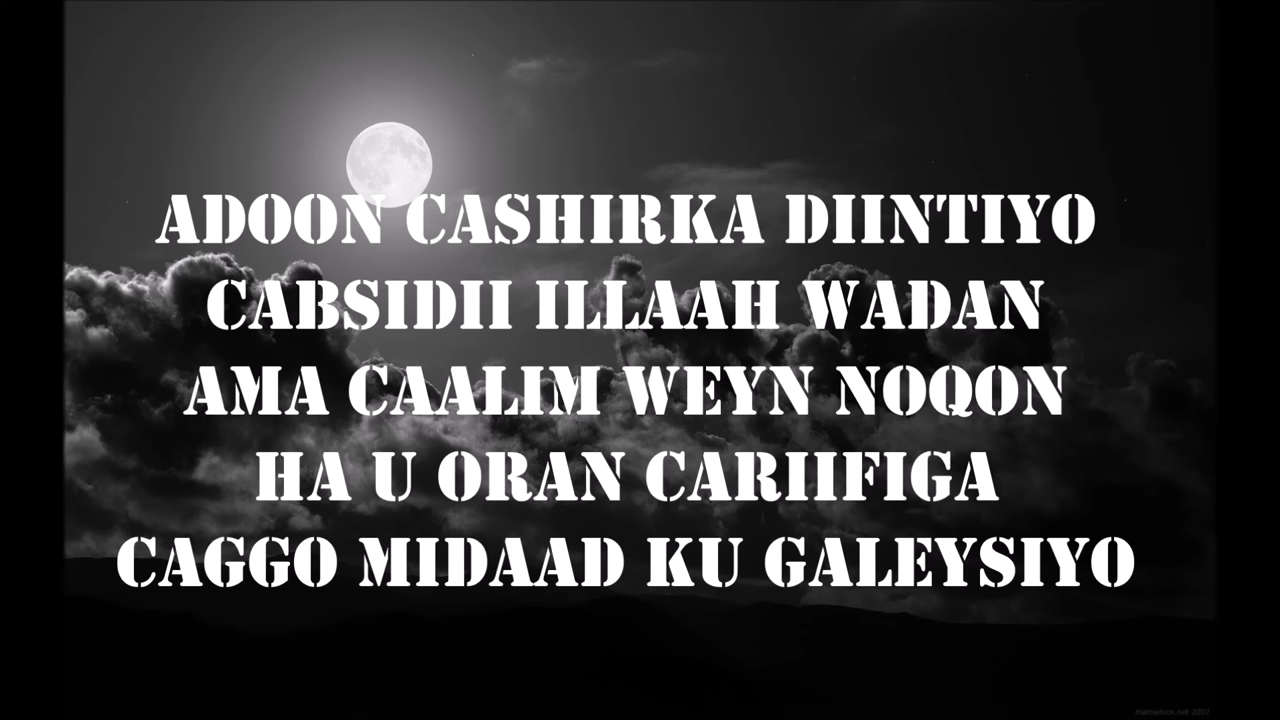 ADOON CASHIRKA DIINTIYO
CABSIDII ILLAAH WADAN
AMA CAALIM WEYN NOQON
HA U ORAN CARIIFIGA
CAGGO MIDAAD KU GALEYSIYO